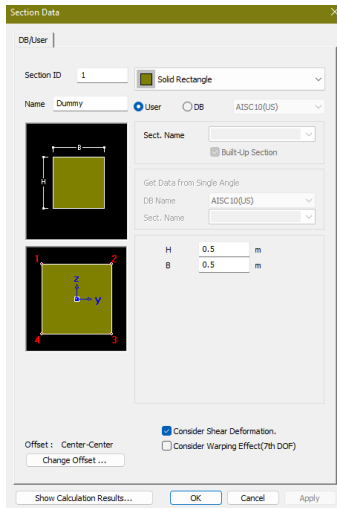 Section Data
DB/User
Section ID 1 Solid Rectangle
Name Dummy User DB AISC10(US)
Sect. Name
Built-Up Section
Get Data from Single Angle
DB Name AISC10(US)
Sect. Name
B
H
H 0.5 m
B 0.5 m
1 2
z
y
4 3
Consider Shear Deformation.
Offset : Center-Center Consider Warping Effect(7th DOF)
Change Offset ...
Show Calculation Results... OK Cancel Apply